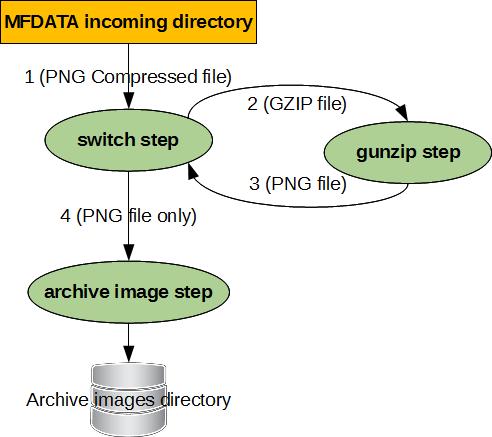 MFDATA incoming directory
1 (PNG Compressed file)
2 (GZIP file)
switch step
gunzip step
3 (PNG file)
4 (PNG file only)
archive image step
Archive images directory